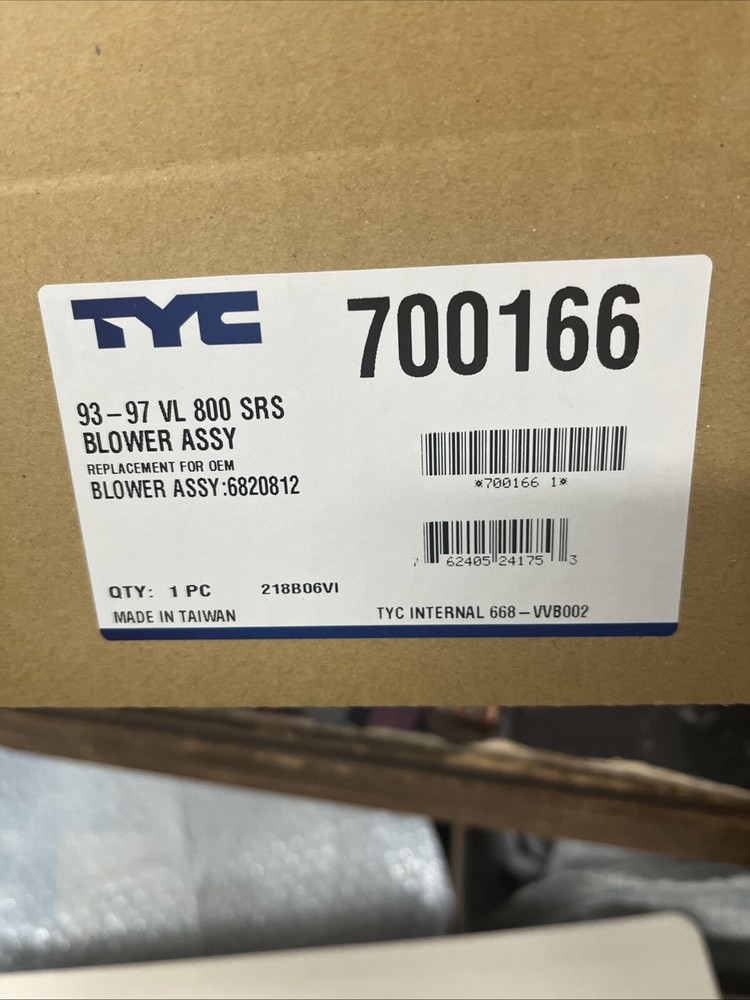 TYC
700166
93-97 VL 800 SRS
BLOWER ASSY
REPLACEMENT FOR OEM
BLOWER ASSY:6820812
*700166 1*
7 62405 24175 3
QTY: 1 PC 218B06VI
MADE IN TAIWAN
TYC INTERNAL 668-VVB002